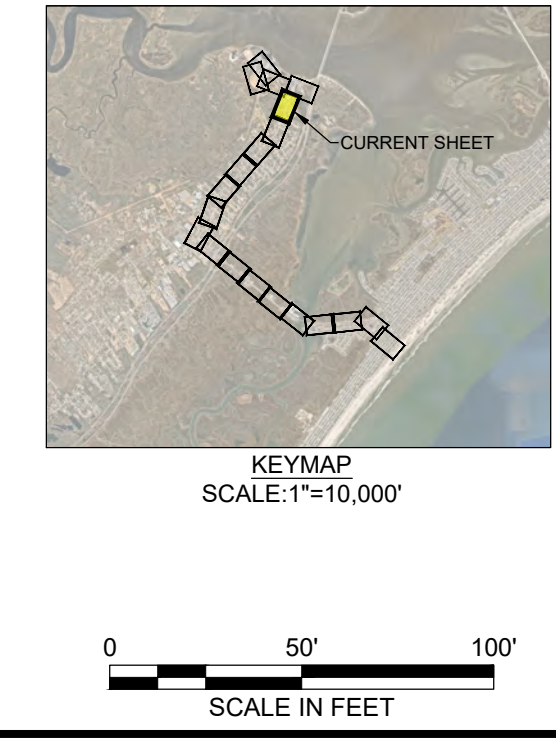 CURRENT SHEET
KEYMAP
SCALE:1"=10,000'
0 50' 100'
SCALE IN FEET